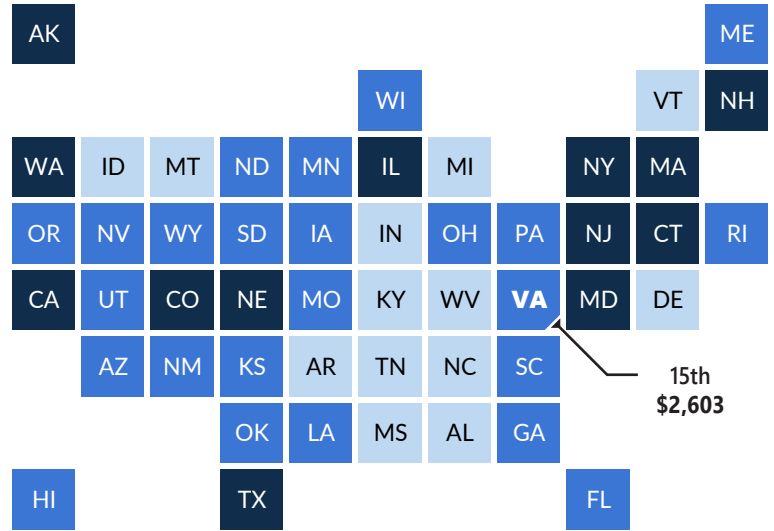 AK ME
WI VT NH
WA ID MT ND MN IL MI NY MA
OR NV WY SD IA IN OH PA NJ CT RI
CA UT CO NE MO KY WV VA MD DE
AZ NM KS AR TN NC SC
15th
$2,603
OK LA MS AL GA
HI TX FL